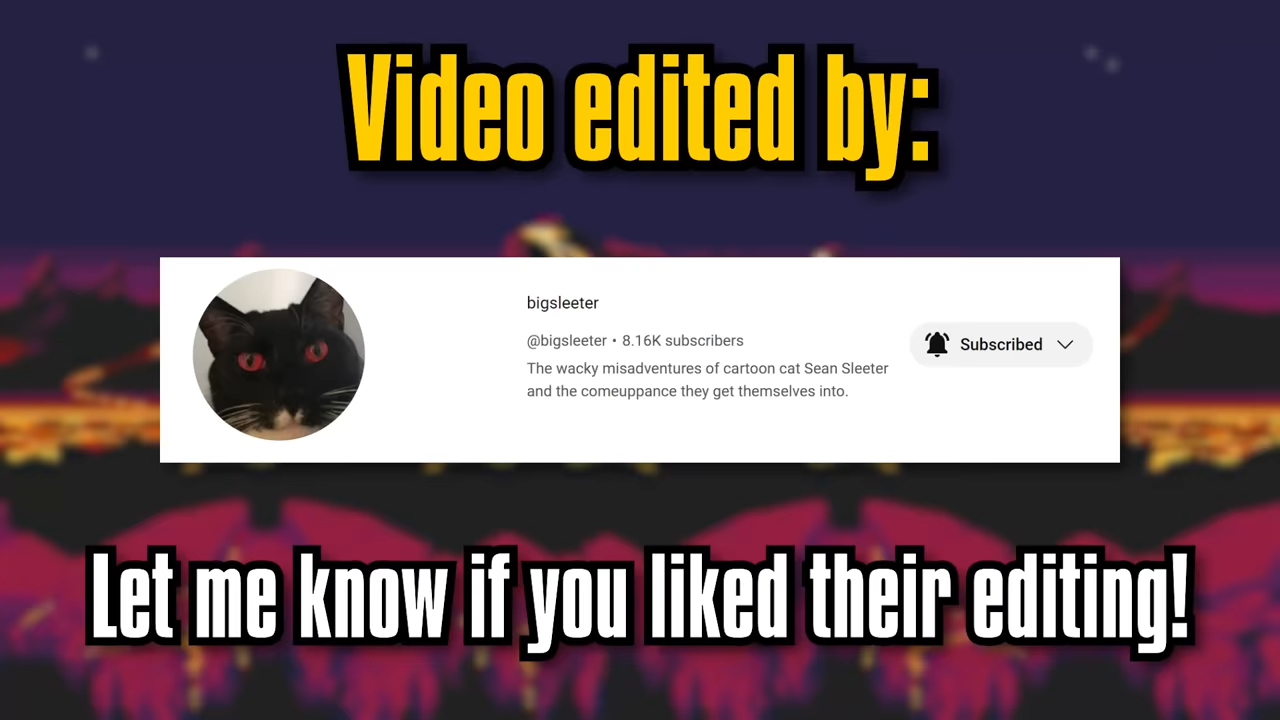 Video edited by:
bigsleeter
@bigsleeter • 8.16K subscribers
Subscribed
The wacky misadventures of cartoon cat Sean Sleeter
and the comeuppance they get themselves into.
Let me know if you liked their editing!